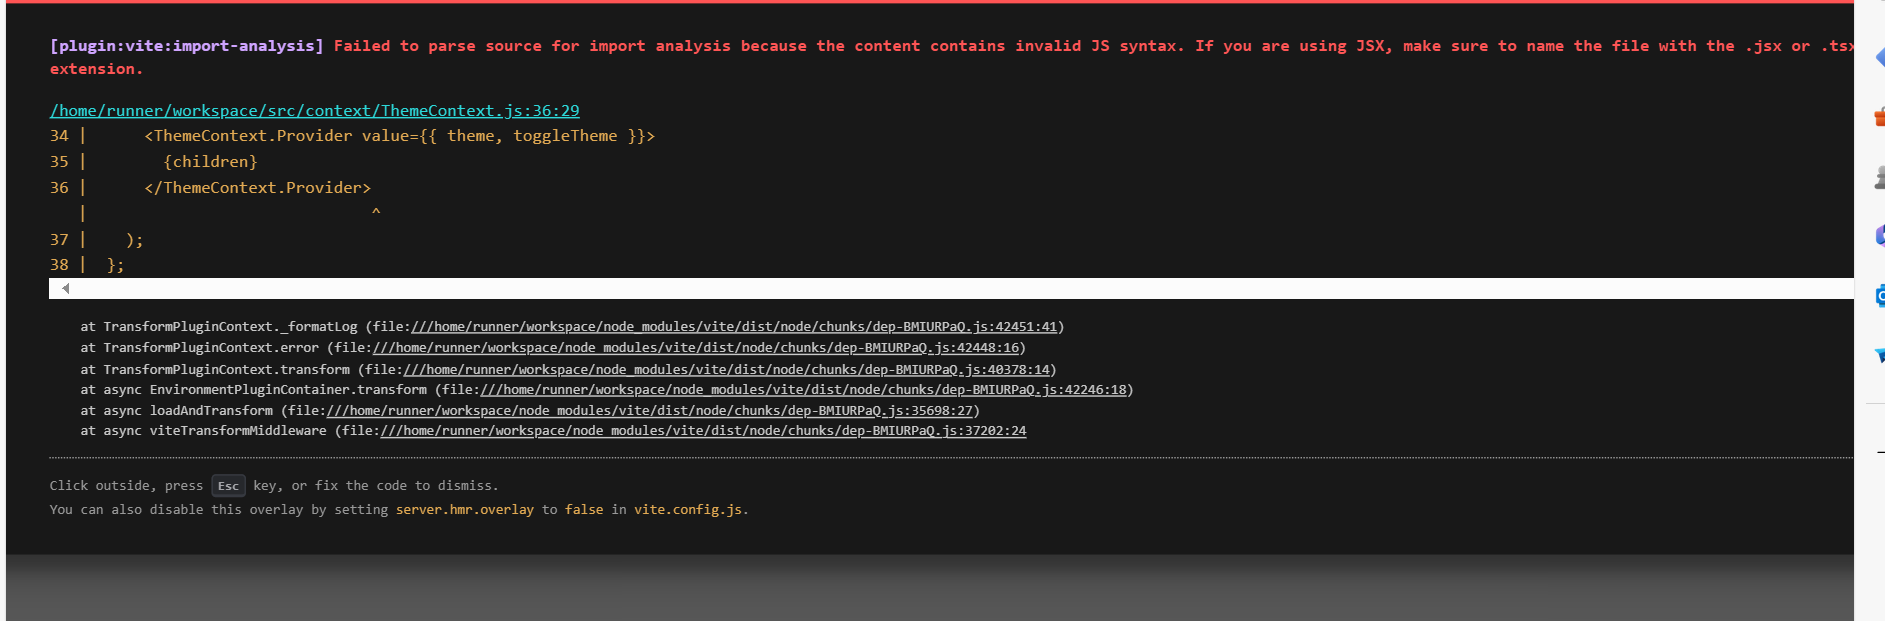 [plugin:vite:import-analysis] Failed to parse source for import analysis because the content contains invalid JS syntax. If you are using JSX, make sure to name the file with the .jsx or .tsx
extension.
/home/runner/workspace/src/context/ThemeContext.js:36:29
34 |      <ThemeContext.Provider value={{ theme, toggleTheme }}>
35 |        {children}
36 |      </ThemeContext.Provider>
   |                              ^
37 |    );
38 |  };
at TransformPluginContext._formatLog (file:///home/runner/workspace/node_modules/vite/dist/node/chunks/dep-BMIURPaQ.js:42451:41)
at TransformPluginContext.error (file:///home/runner/workspace/node_modules/vite/dist/node/chunks/dep-BMIURPaQ.js:42448:16)
at TransformPluginContext.transform (file:///home/runner/workspace/node_modules/vite/dist/node/chunks/dep-BMIURPaQ.js:40378:14)
at async EnvironmentPluginContainer.transform (file:///home/runner/workspace/node_modules/vite/dist/node/chunks/dep-BMIURPaQ.js:42246:18)
at async loadAndTransform (file:///home/runner/workspace/node_modules/vite/dist/node/chunks/dep-BMIURPaQ.js:35698:27)
at async viteTransformMiddleware (file:///home/runner/workspace/node_modules/vite/dist/node/chunks/dep-BMIURPaQ.js:37202:24
Click outside, press Esc key, or fix the code to dismiss.
You can also disable this overlay by setting server.hmr.overlay to false in vite.config.js.